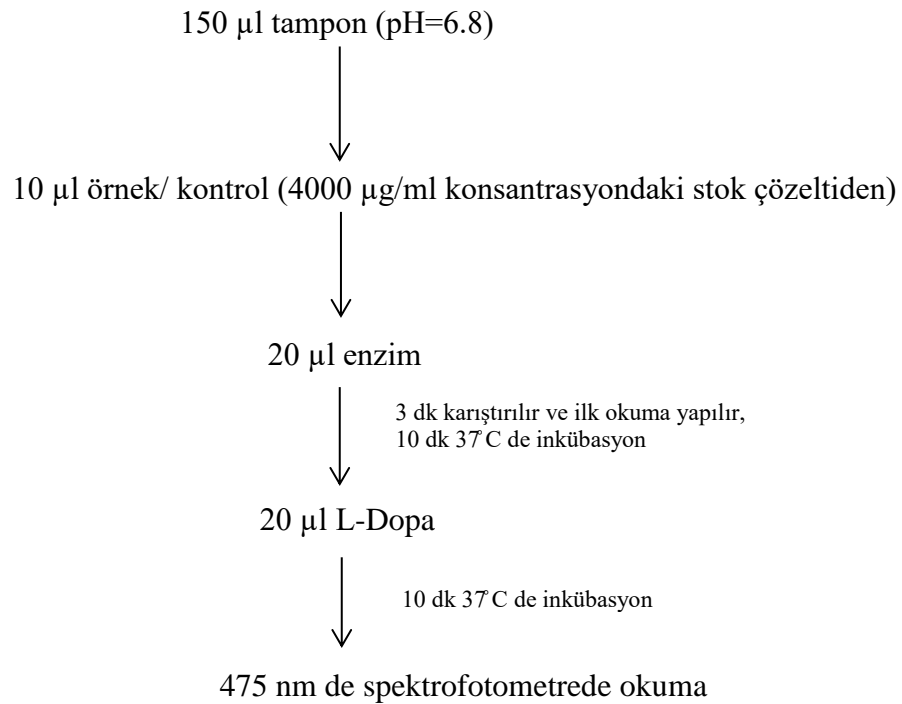 150 µl tampon (pH=6.8)
10 µl örnek/ kontrol (4000 µg/ml konsantrasyondaki stok çözeltiden)
20 µl enzim
3 dk karıştırılır ve ilk okuma yapılır,
10 dk 37°C de inkübasyon
20 µl L-Dopa
10 dk 37°C de inkübasyon
475 nm de spektrofotometrede okuma